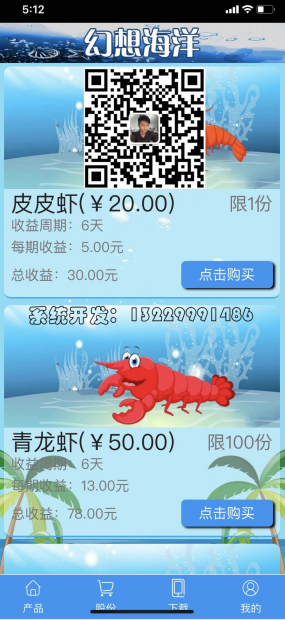 5:12
幻想海洋
皮皮虾(￥20.00)
限1份
收益周期：6天
每期收益：5.00元
总收益：30.00元
点击购买
系统开发：13229991486
青龙虾(￥50.00)
限100份
收益周期：6天
每期收益：13.00元
总收益：78.00元
点击购买
产品
股份
下载
我的